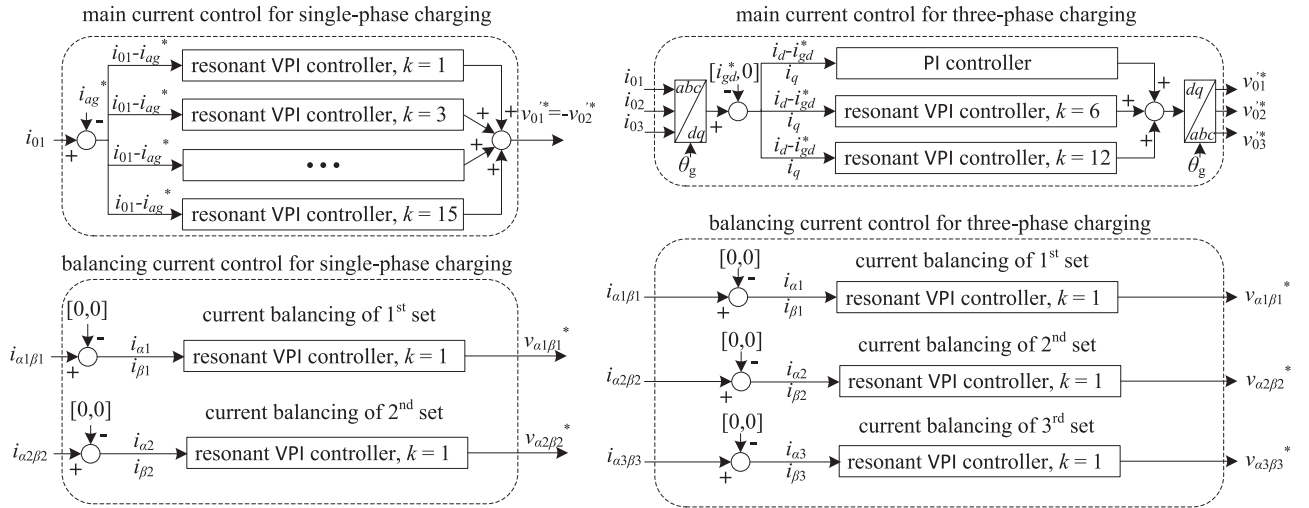 main current control for single-phase charging
i01-iag*
resonant VPI controller, k = 1
iag*
-
i01-iag*
resonant VPI controller, k = 3
+
+
+
v01'*=-v02'*
i01
+
i01-iag*
• • •
+
+
i01-iag*
resonant VPI controller, k = 15
main current control for three-phase charging
id-igd*
iq
PI controller
i01
i02
i03
abc
dq
θg
[igd*,0]
-
+
id-igd*
iq
resonant VPI controller, k = 6
+
+
+
id-igd*
iq
resonant VPI controller, k = 12
dq
abc
θg
v01'*
v02'*
v03'*
balancing current control for single-phase charging
[0,0]
-
current balancing of 1st set
iα1β1
+
iα1
iβ1
resonant VPI controller, k = 1
vα1β1*
[0,0]
-
current balancing of 2nd set
iα2β2
+
iα2
iβ2
resonant VPI controller, k = 1
vα2β2*
balancing current control for three-phase charging
[0,0]
-
current balancing of 1st set
iα1β1
+
iα1
iβ1
resonant VPI controller, k = 1
vα1β1*
[0,0]
-
current balancing of 2nd set
iα2β2
+
iα2
iβ2
resonant VPI controller, k = 1
vα2β2*
[0,0]
-
current balancing of 3rd set
iα3β3
+
iα3
iβ3
resonant VPI controller, k = 1
vα3β3*